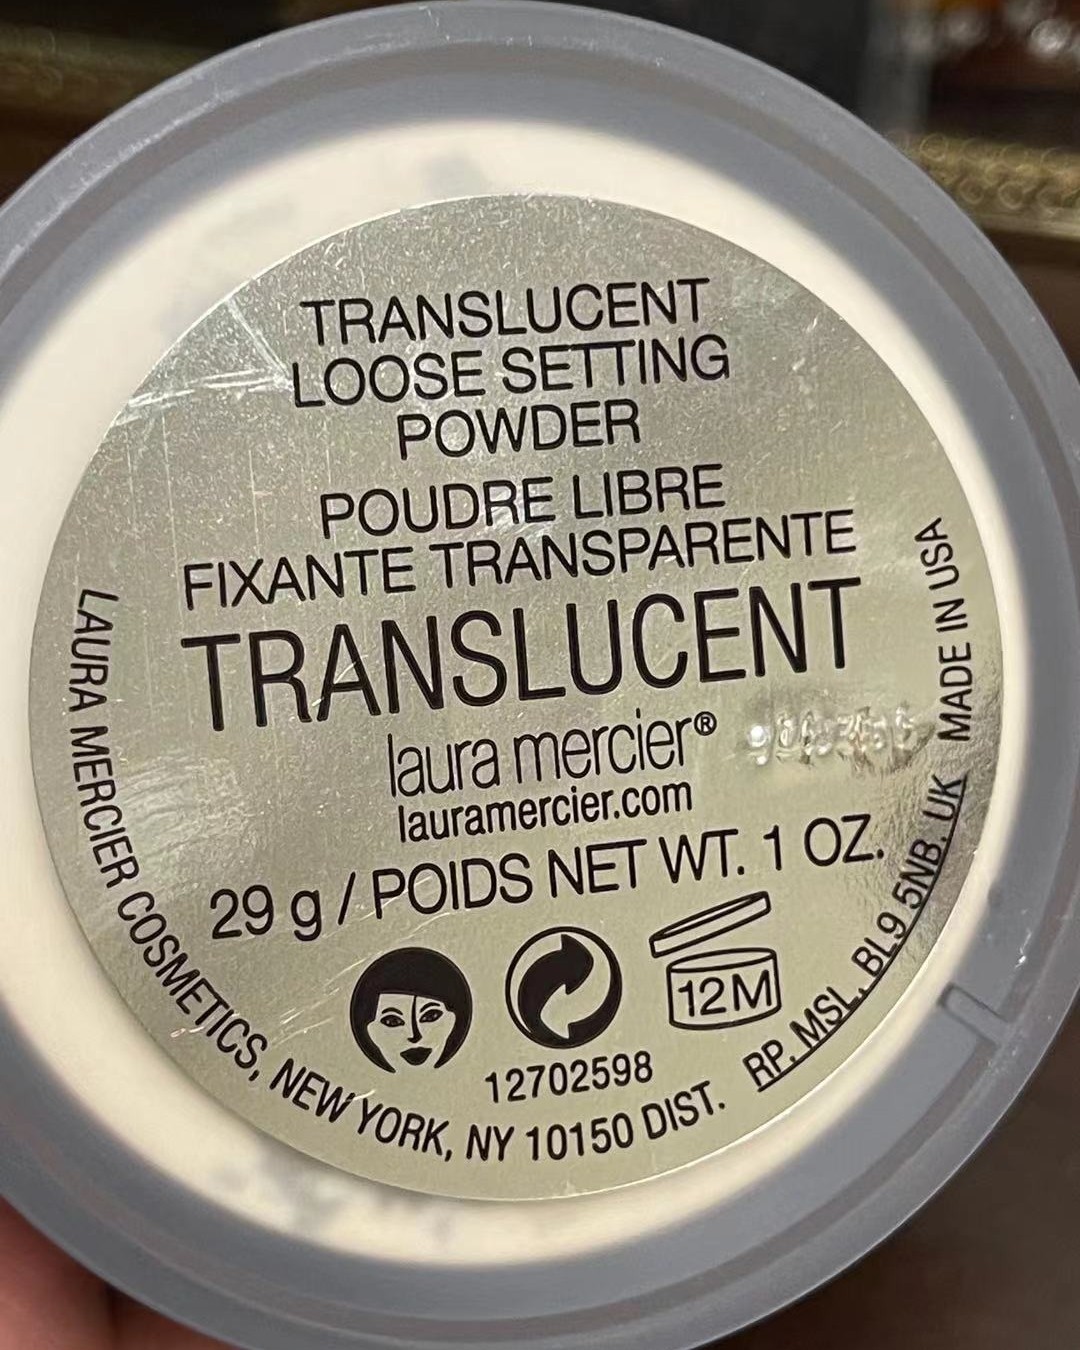 TRANSLUCENT
LOOSE SETTING
POWDER
POUDRE LIBRE
FIXANTE TRANSPARENTE
TRANSLUCENT
laura mercier®
lauramercier.com
29 g / POIDS NET WT. 1 OZ.
12M
12702598
LAURA MERCIER COSMETICS, NEW YORK, NY 10150 DIST.
RP, MSL, BL9 5NB, UK
MADE IN USA